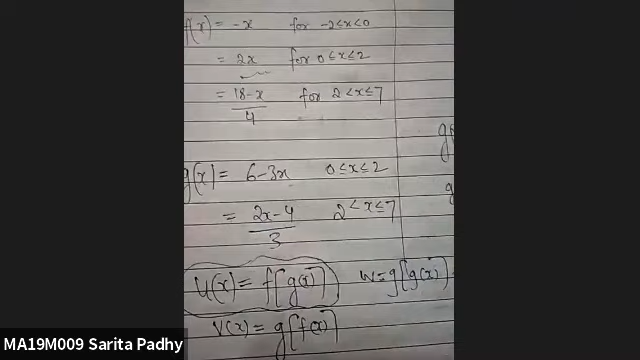 f(x) = -x for -2≤x<0
= 2x for 0≤x≤2
= 18-x / 4 for 2<x≤7
g(x) = 6-3x 0≤x≤2
= 2x-4 / 3 2<x≤7
U(x) = f[g(x)] W = g[g(x)]
V(x) = g[f(x)]
MA19M009 Sarita Padhy